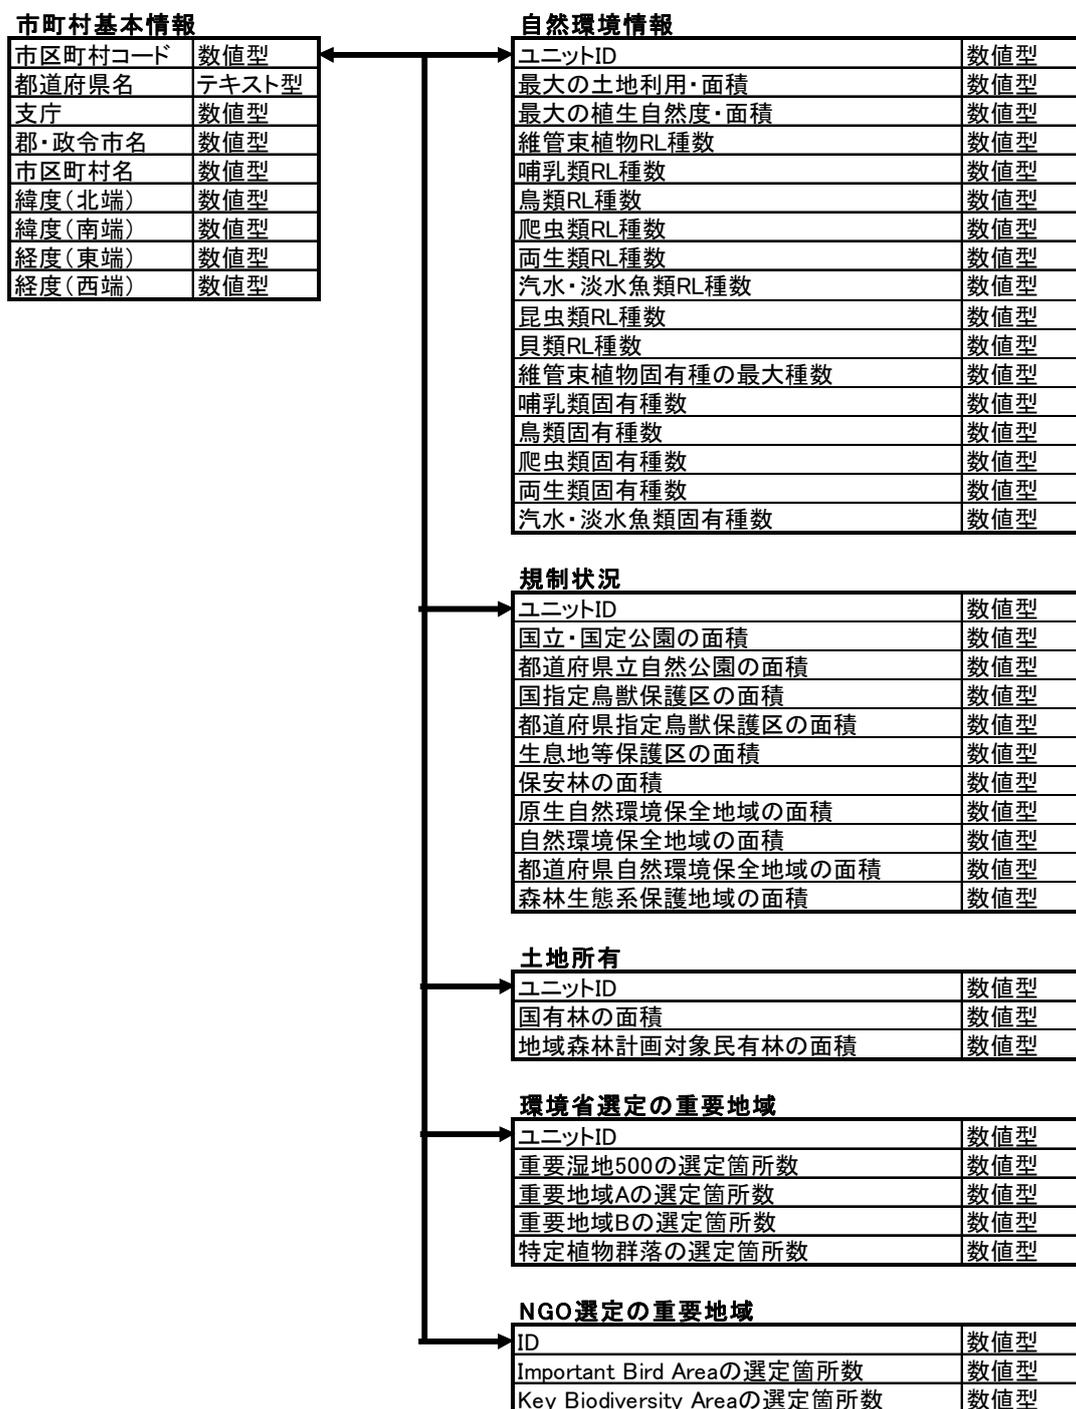 市町村基本情報
市区町村コード 数値型
都道府県名 テキスト型
支庁 数値型
郡・政令市名 数値型
市区町村名 数値型
緯度(北端) 数値型
緯度(南端) 数値型
経度(東端) 数値型
経度(西端) 数値型
自然環境情報
ユニットID 数値型
最大の土地利用・面積 数値型
最大の植生自然度・面積 数値型
維管束植物RL種数 数値型
哺乳類RL種数 数値型
鳥類RL種数 数値型
爬虫類RL種数 数値型
両生類RL種数 数値型
汽水・淡水魚類RL種数 数値型
昆虫類RL種数 数値型
貝類RL種数 数値型
維管束植物固有種の最大種数 数値型
哺乳類固有種数 数値型
鳥類固有種数 数値型
爬虫類固有種数 数値型
両生類固有種数 数値型
汽水・淡水魚類固有種数 数値型
規制状況
ユニットID 数値型
国立・国定公園の面積 数値型
都道府県立自然公園の面積 数値型
国指定鳥獣保護区の面積 数値型
都道府県指定鳥獣保護区の面積 数値型
生息地等保護区の面積 数値型
保安林の面積 数値型
原生自然環境保全地域の面積 数値型
自然環境保全地域の面積 数値型
都道府県自然環境保全地域の面積 数値型
森林生態系保護地域の面積 数値型
土地所有
ユニットID 数値型
国有林の面積 数値型
地域森林計画対象民有林の面積 数値型
環境省選定の重要地域
ユニットID 数値型
重要湿地500の選定箇所数 数値型
重要地域Aの選定箇所数 数値型
重要地域Bの選定箇所数 数値型
特定植物群落の選定箇所数 数値型
NGO選定の重要地域
ID 数値型
Important Bird Areaの選定箇所数 数値型
Key Biodiversity Areaの選定箇所数 数値型